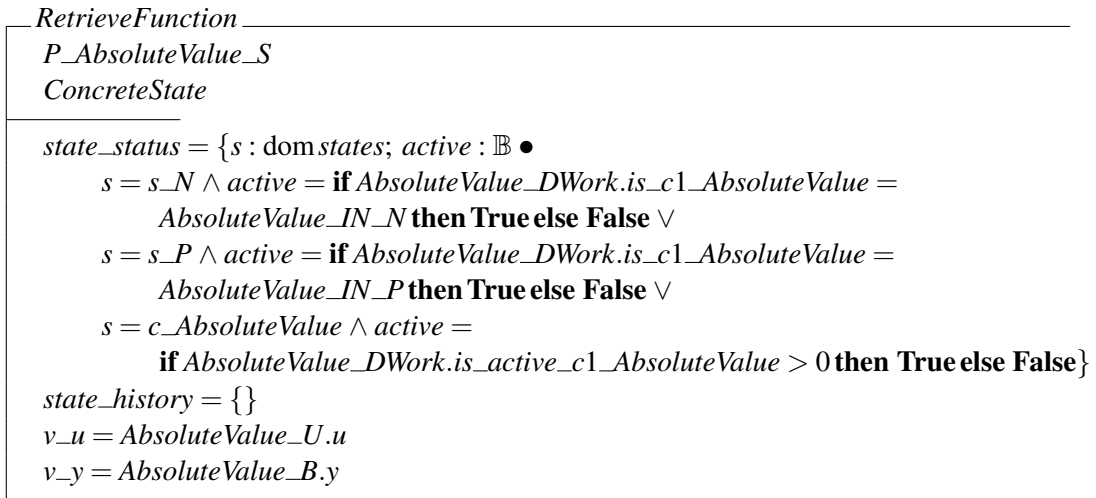 RetrieveFunction
P_AbsoluteValue_S
ConcreteState
state_status = {s : dom states; active : 𝔹 •
s = s_N ∧ active = if AbsoluteValue_DWork.is_c1_AbsoluteValue =
AbsoluteValue_IN_N then True else False ∨
s = s_P ∧ active = if AbsoluteValue_DWork.is_c1_AbsoluteValue =
AbsoluteValue_IN_P then True else False ∨
s = c_AbsoluteValue ∧ active =
if AbsoluteValue_DWork.is_active_c1_AbsoluteValue > 0 then True else False}
state_history = {}
v_u = AbsoluteValue_U.u
v_y = AbsoluteValue_B.y